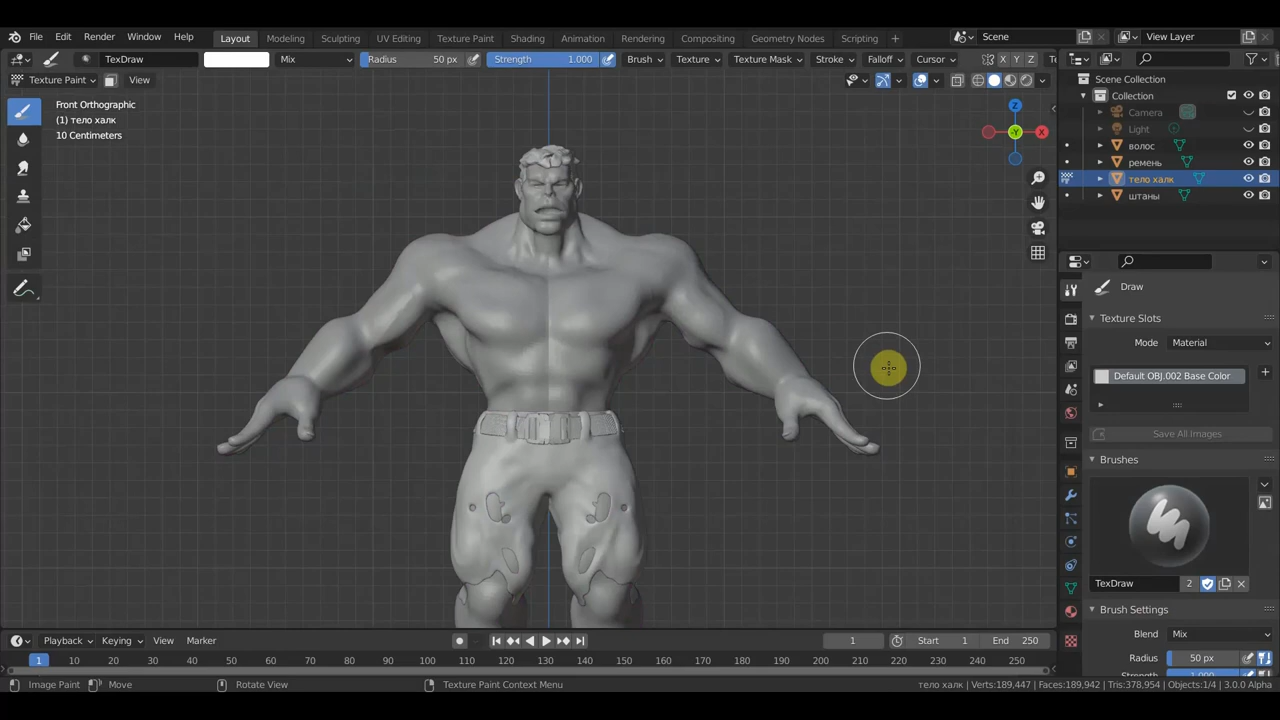 File Edit Render Window Help Layout Modeling Sculpting UV Editing Texture Paint Shading Animation Rendering Compositing Geometry Nodes Scripting + Scene View Layer
TexDraw Mix Radius 50 px Strength 1.000 Brush Texture Texture Mask Stroke Falloff Cursor X Y Z Te
Texture Paint View
Front Orthographic
(1) тело халк
10 Centimeters
Z
-Y
X
Scene Collection
Collection
Camera
Light
волос
ремень
тело халк
штаны
Draw
Texture Slots
Mode Material
Default OBJ.002 Base Color
Save All Images
Brushes
TexDraw 2
Brush Settings
Blend Mix
Radius 50 px
Strength 1.000
Playback Keying View Marker 1 Start 1 End 250
1 10 20 30 40 50 60 70 80 90 100 110 120 130 140 150 160 170 180 190 200 210 220 230 240 250
Image Paint Move Rotate View Texture Paint Context Menu тело халк | Verts:189,447 | Faces:189,942 | Tris:378,954 | Objects:1/4 | 3.0.0 Alpha